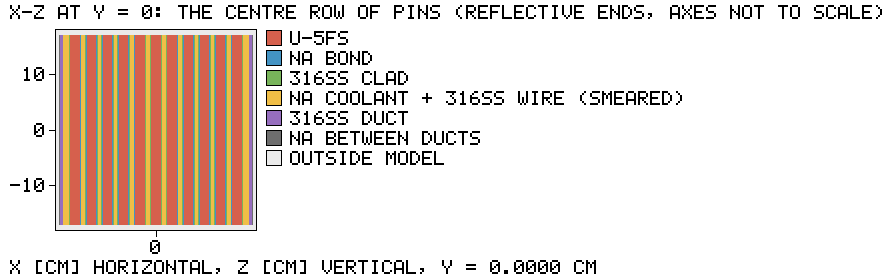 X-Z AT Y = 0: THE CENTRE ROW OF PINS (REFLECTIVE ENDS, AXES NOT TO SCALE)
U-5FS
NA BOND
316SS CLAD
NA COOLANT + 316SS WIRE (SMEARED)
316SS DUCT
NA BETWEEN DUCTS
OUTSIDE MODEL
10
0
-10
0
X [CM] HORIZONTAL, Z [CM] VERTICAL, Y = 0.0000 CM